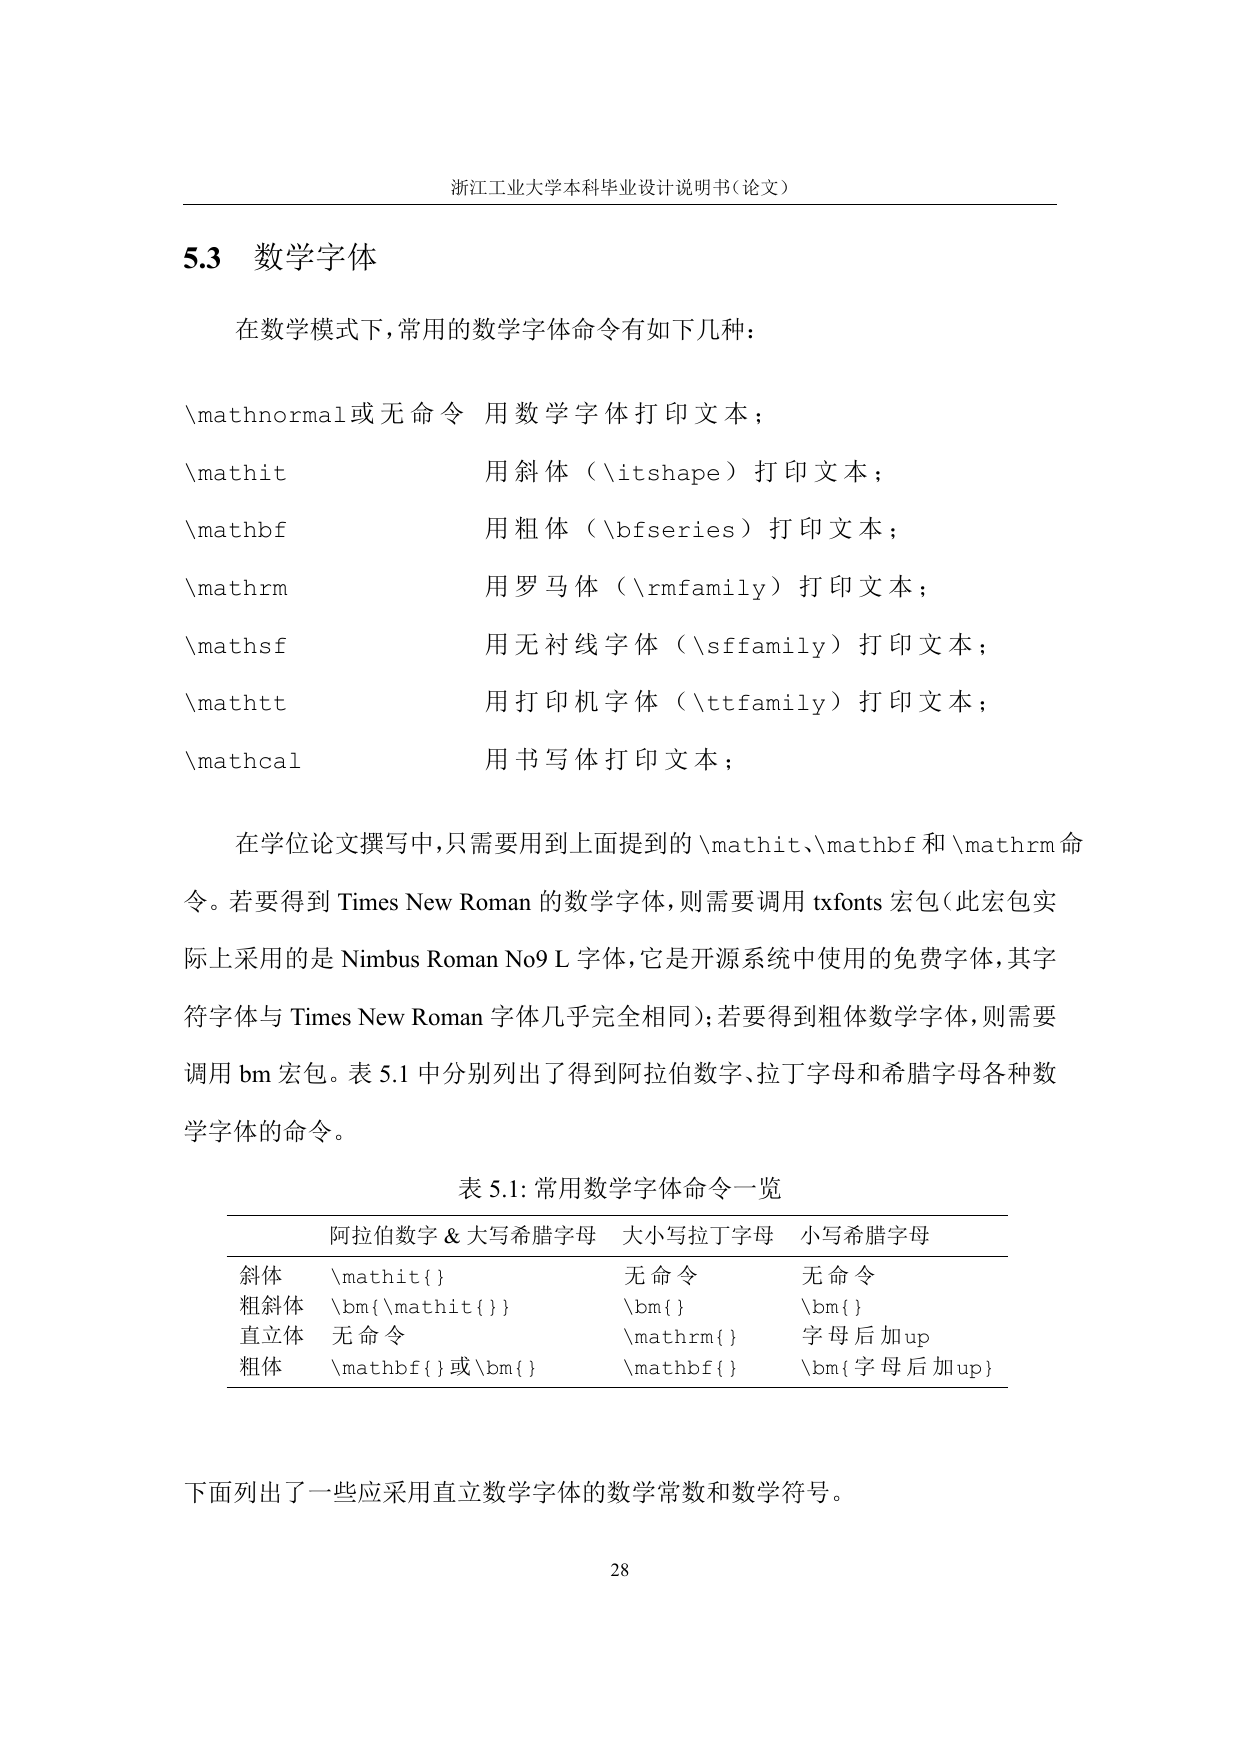 浙江工业大学本科毕业设计说明书（论文）
5.3 数学字体
在数学模式下，常用的数学字体命令有如下几种：
\mathnormal或无命令 用数学字体打印文本；
\mathit 用斜体（\itshape）打印文本；
\mathbf 用粗体（\bfseries）打印文本；
\mathrm 用罗马体（\rmfamily）打印文本；
\mathsf 用无衬线字体（\sffamily）打印文本；
\mathtt 用打印机字体（\ttfamily）打印文本；
\mathcal 用书写体打印文本；
在学位论文撰写中，只需要用到上面提到的 \mathit、\mathbf 和 \mathrm 命
令。若要得到 Times New Roman 的数学字体，则需要调用 txfonts 宏包（此宏包实
际上采用的是 Nimbus Roman No9 L 字体，它是开源系统中使用的免费字体，其字
符字体与 Times New Roman 字体几乎完全相同）；若要得到粗体数学字体，则需要
调用 bm 宏包。表 5.1 中分别列出了得到阿拉伯数字、拉丁字母和希腊字母各种数
学字体的命令。
表 5.1: 常用数学字体命令一览
阿拉伯数字 & 大写希腊字母 大小写拉丁字母 小写希腊字母
斜体 \mathit{} 无命令 无命令
粗斜体 \bm{\mathit{}} \bm{} \bm{}
直立体 无命令 \mathrm{} 字母后加up
粗体 \mathbf{}或\bm{} \mathbf{} \bm{字母后加up}
下面列出了一些应采用直立数学字体的数学常数和数学符号。
28